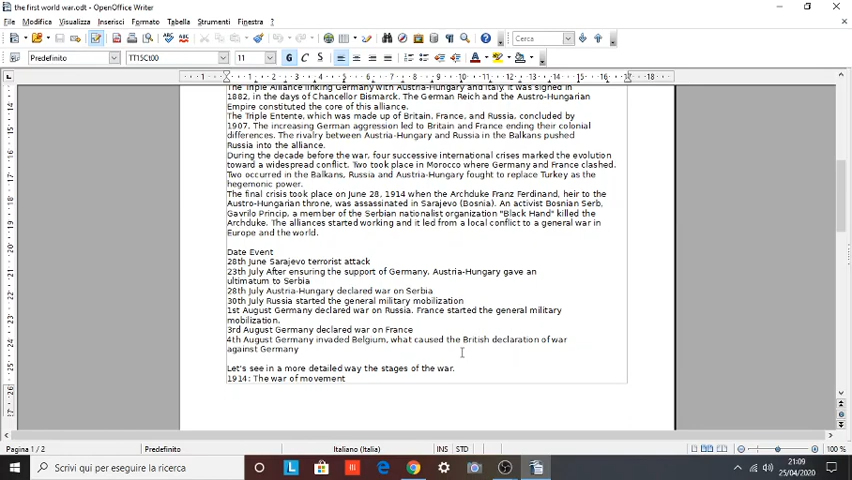 the first world war.odt - OpenOffice Writer
File Modifica Visualizza Inserisci Formato Tabella Strumenti Finestra
Cerca
Predefinito TT15Ct00 11 G C S
The Triple Alliance linking Germany with Austria-Hungary and Italy. It was signed in
1882, in the days of Chancellor Bismarck. The German Reich and the Austro-Hungarian
Empire constituted the core of this alliance.
The Triple Entente, which was made up of Britain, France, and Russia, concluded by
1907. The increasing German aggression led to Britain and France ending their colonial
differences. The rivalry between Austria-Hungary and Russia in the Balkans pushed
Russia into the alliance.
During the decade before the war, four successive international crises marked the evolution
toward a widespread conflict. Two took place in Morocco where Germany and France clashed.
Two occurred in the Balkans, Russia and Austria-Hungary fought to replace Turkey as the
hegemonic power.
The final crisis took place on June 28, 1914 when the Archduke Franz Ferdinand, heir to the
Austro-Hungarian throne, was assassinated in Sarajevo (Bosnia). An activist Bosnian Serb,
Gavrilo Princip, a member of the Serbian nationalist organization "Black Hand" killed the
Archduke. The alliances started working and it led from a local conflict to a general war in
Europe and the world.
Date Event
28th June Sarajevo terrorist attack
23th July After ensuring the support of Germany, Austria-Hungary gave an
ultimatum to Serbia
28th July Austria-Hungary declared war on Serbia
30th July Russia started the general military mobilization
1st August Germany declared war on Russia. France started the general military
mobilization.
3rd August Germany declared war on France
4th August Germany invaded Belgium, what caused the British declaration of war
against Germany
Let's see in a more detailed way the stages of the war.
1914: The war of movement
Pagina 1 / 2 Predefinito Italiano (Italia) INS STD 100 %
Scrivi qui per eseguire la ricerca
21:09
25/04/2020